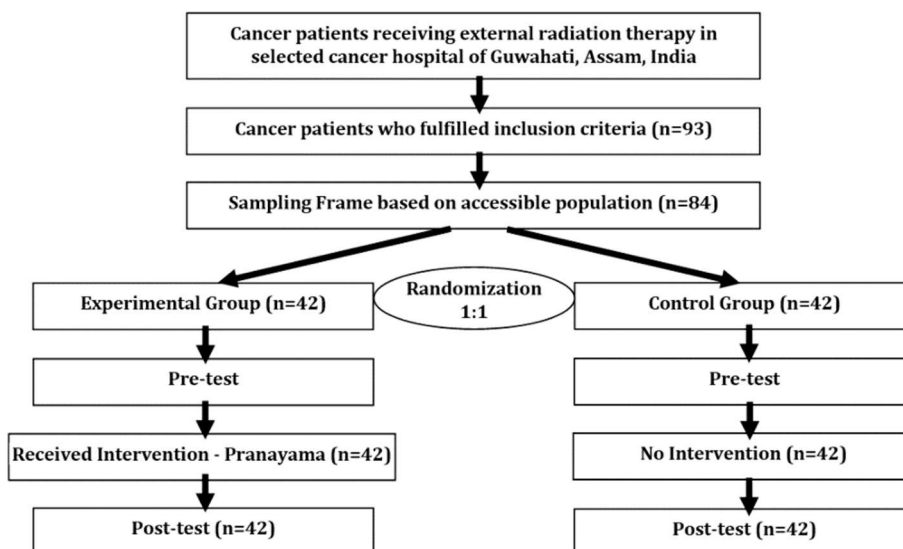 Cancer patients receiving external radiation therapy in
selected cancer hospital of Guwahati, Assam, India
Cancer patients who fulfilled inclusion criteria (n=93)
Sampling Frame based on accessible population (n=84)
Experimental Group (n=42)
Randomization
1:1
Control Group (n=42)
Pre-test
Pre-test
Received Intervention - Pranayama (n=42)
No Intervention (n=42)
Post-test (n=42)
Post-test (n=42)